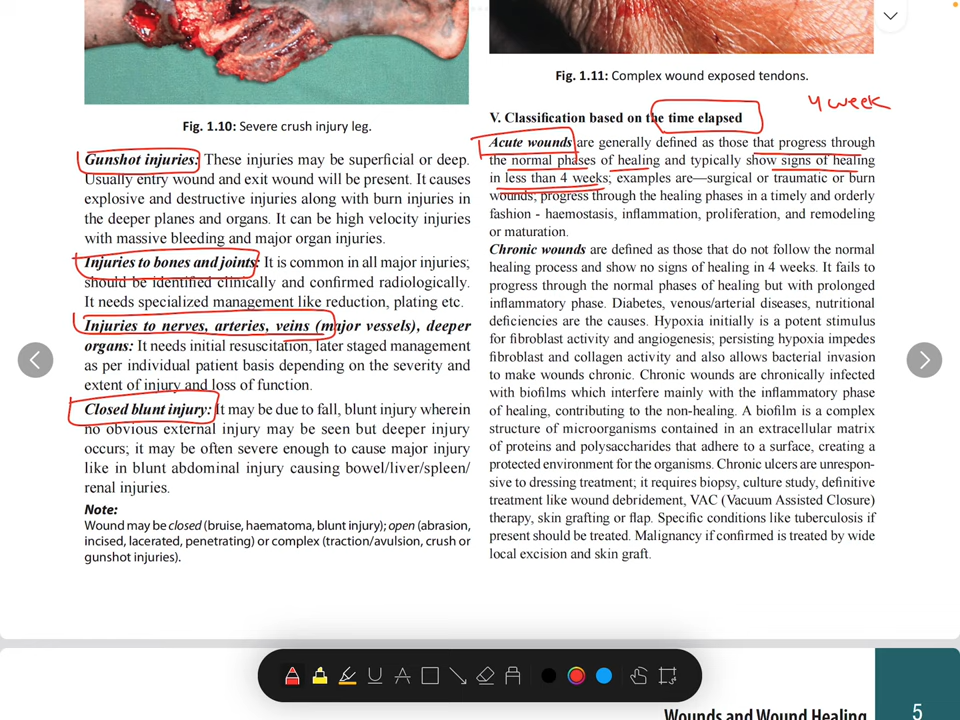 Fig. 1.10: Severe crush injury leg.
Gunshot injuries: These injuries may be superficial or deep.
Usually entry wound and exit wound will be present. It causes
explosive and destructive injuries along with burn injuries in
the deeper planes and organs. It can be high velocity injuries
with massive bleeding and major organ injuries.
Injuries to bones and joints: It is common in all major injuries;
should be identified clinically and confirmed radiologically.
It needs specialized management like reduction, plating etc.
Injuries to nerves, arteries, veins (major vessels), deeper
organs: It needs initial resuscitation, later staged management
as per individual patient basis depending on the severity and
extent of injury and loss of function.
Closed blunt injury: It may be due to fall, blunt injury wherein
no obvious external injury may be seen but deeper injury
occurs; it may be often severe enough to cause major injury
like in blunt abdominal injury causing bowel/liver/spleen/
renal injuries.
Note:
Wound may be closed (bruise, haematoma, blunt injury); open (abrasion,
incised, lacerated, penetrating) or complex (traction/avulsion, crush or
gunshot injuries).
Fig. 1.11: Complex wound exposed tendons.
4 week
V. Classification based on the time elapsed
Acute wounds are generally defined as those that progress through
the normal phases of healing and typically show signs of healing
in less than 4 weeks; examples are—surgical or traumatic or burn
wounds; progress through the healing phases in a timely and orderly
fashion - haemostasis, inflammation, proliferation, and remodeling
or maturation.
Chronic wounds are defined as those that do not follow the normal
healing process and show no signs of healing in 4 weeks. It fails to
progress through the normal phases of healing but with prolonged
inflammatory phase. Diabetes, venous/arterial diseases, nutritional
deficiencies are the causes. Hypoxia initially is a potent stimulus
for fibroblast activity and angiogenesis; persisting hypoxia impedes
fibroblast and collagen activity and also allows bacterial invasion
to make wounds chronic. Chronic wounds are chronically infected
with biofilms which interfere mainly with the inflammatory phase
of healing, contributing to the non-healing. A biofilm is a complex
structure of microorganisms contained in an extracellular matrix
of proteins and polysaccharides that adhere to a surface, creating a
protected environment for the organisms. Chronic ulcers are unrespon-
sive to dressing treatment; it requires biopsy, culture study, definitive
treatment like wound debridement, VAC (Vacuum Assisted Closure)
therapy, skin grafting or flap. Specific conditions like tuberculosis if
present should be treated. Malignancy if confirmed is treated by wide
local excision and skin graft.
Wounds and Wound Healing
5